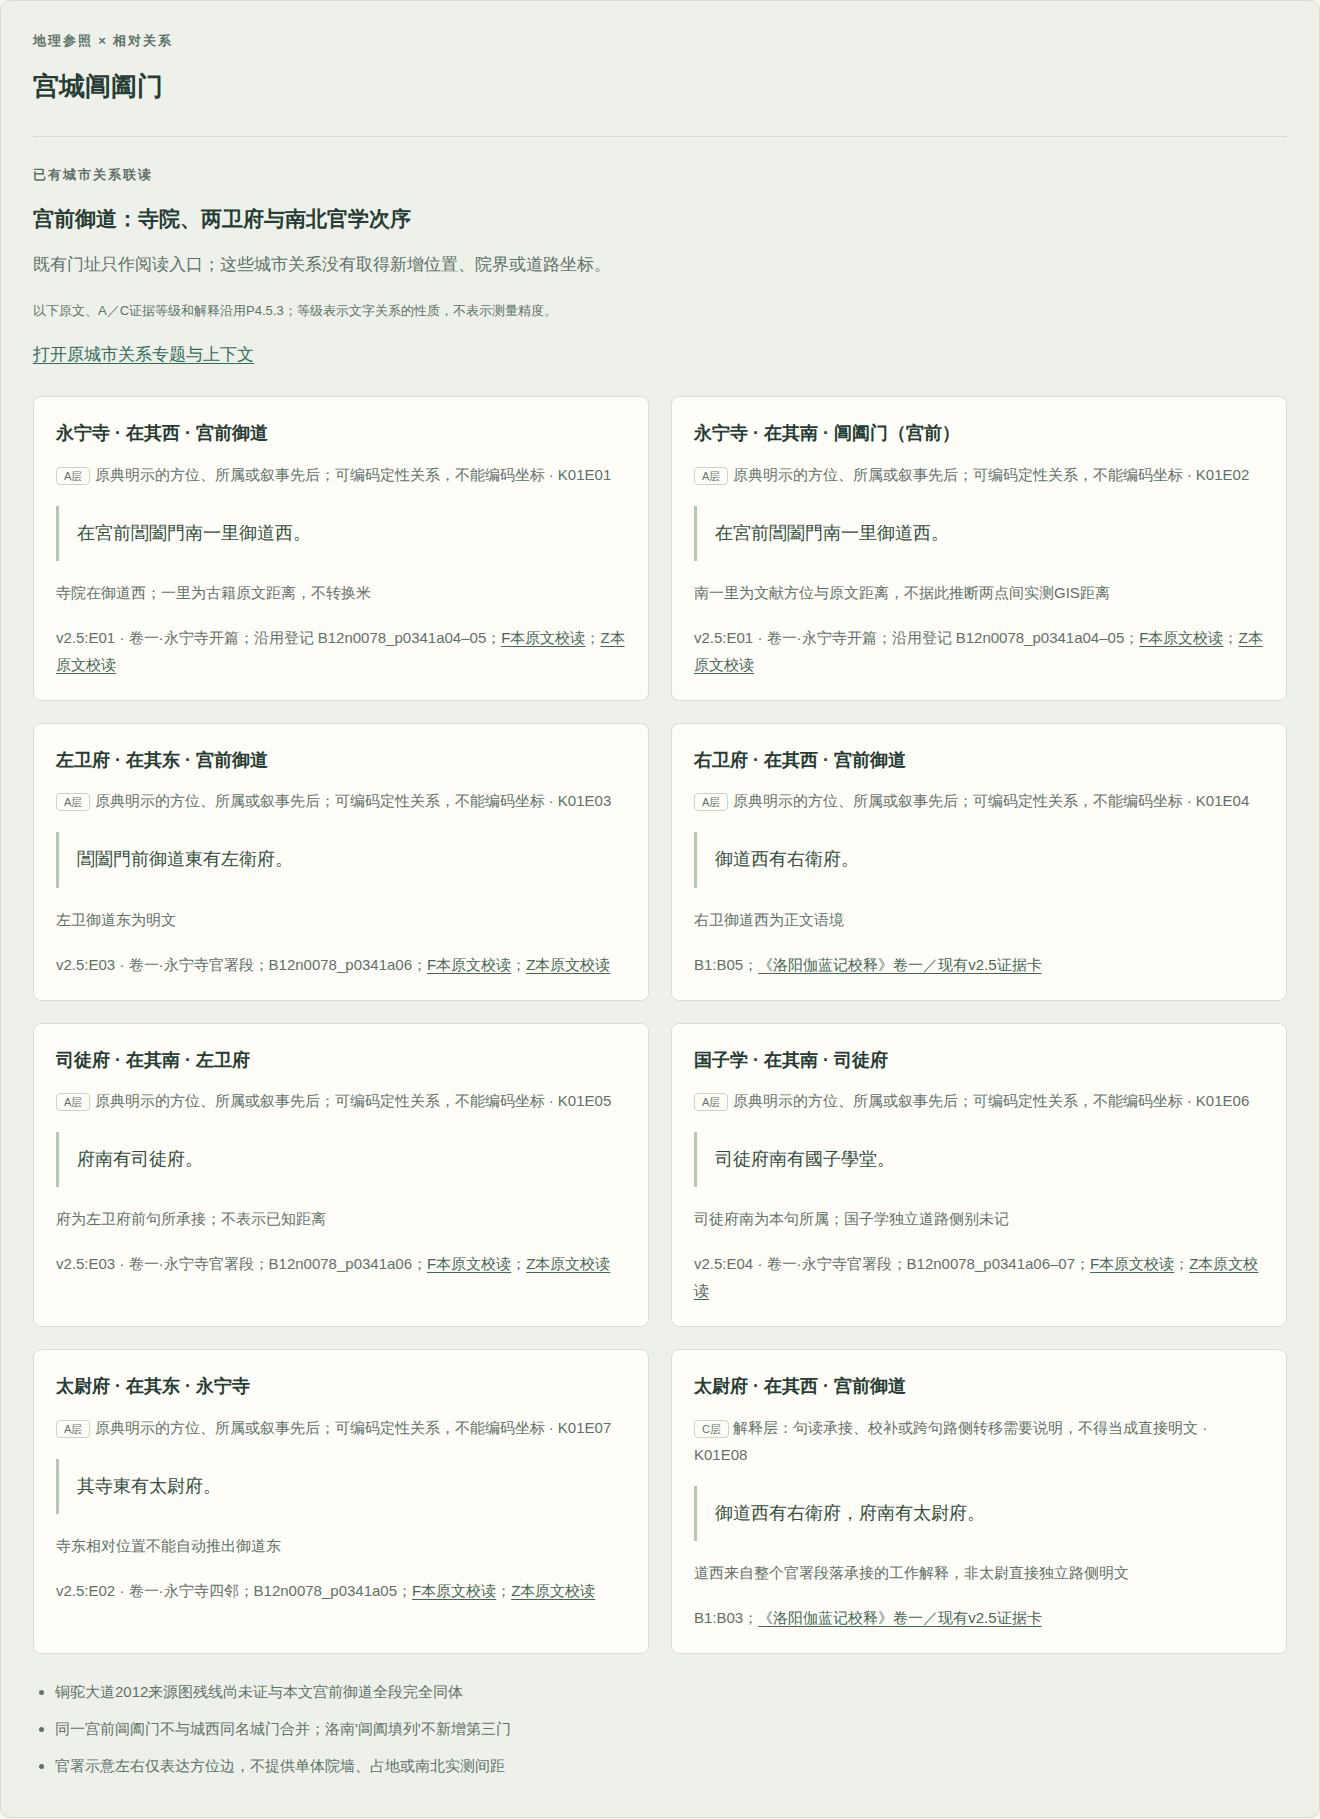 地理参照 × 相对关系
宫城阊阖门
已有城市关系联读
宫前御道：寺院、两卫府与南北官学次序
既有门址只作阅读入口；这些城市关系没有取得新增位置、院界或道路坐标。
以下原文、A／C证据等级和解释沿用P4.5.3；等级表示文字关系的性质，不表示测量精度。
打开原城市关系专题与上下文
永宁寺 · 在其西 · 宫前御道
A层 原典明示的方位、所属或叙事先后；可编码定性关系，不能编码坐标 · K01E01
在宮前閶闔門南一里御道西。
寺院在御道西；一里为古籍原文距离，不转换米
v2.5:E01 · 卷一·永宁寺开篇；沿用登记 B12n0078_p0341a04–05；F本原文校读；Z本
原文校读
永宁寺 · 在其南 · 阊阖门（宫前）
A层 原典明示的方位、所属或叙事先后；可编码定性关系，不能编码坐标 · K01E02
在宮前閶闔門南一里御道西。
南一里为文献方位与原文距离，不据此推断两点间实测GIS距离
v2.5:E01 · 卷一·永宁寺开篇；沿用登记 B12n0078_p0341a04–05；F本原文校读；Z本
原文校读
左卫府 · 在其东 · 宫前御道
A层 原典明示的方位、所属或叙事先后；可编码定性关系，不能编码坐标 · K01E03
閶闔門前御道東有左衛府。
左卫御道东为明文
v2.5:E03 · 卷一·永宁寺官署段；B12n0078_p0341a06；F本原文校读；Z本原文校读
右卫府 · 在其西 · 宫前御道
A层 原典明示的方位、所属或叙事先后；可编码定性关系，不能编码坐标 · K01E04
御道西有右衛府。
右卫御道西为正文语境
B1:B05；《洛阳伽蓝记校释》卷一／现有v2.5证据卡
司徒府 · 在其南 · 左卫府
A层 原典明示的方位、所属或叙事先后；可编码定性关系，不能编码坐标 · K01E05
府南有司徒府。
府为左卫府前句所承接；不表示已知距离
v2.5:E03 · 卷一·永宁寺官署段；B12n0078_p0341a06；F本原文校读；Z本原文校读
国子学 · 在其南 · 司徒府
A层 原典明示的方位、所属或叙事先后；可编码定性关系，不能编码坐标 · K01E06
司徒府南有國子學堂。
司徒府南为本句所属；国子学独立道路侧别未记
v2.5:E04 · 卷一·永宁寺官署段；B12n0078_p0341a06–07；F本原文校读；Z本原文校
读
太尉府 · 在其东 · 永宁寺
A层 原典明示的方位、所属或叙事先后；可编码定性关系，不能编码坐标 · K01E07
其寺東有太尉府。
寺东相对位置不能自动推出御道东
v2.5:E02 · 卷一·永宁寺四邻；B12n0078_p0341a05；F本原文校读；Z本原文校读
太尉府 · 在其西 · 宫前御道
C层 解释层：句读承接、校补或跨句路侧转移需要说明，不得当成直接明文 ·
K01E08
御道西有右衛府，府南有太尉府。
道西来自整个官署段落承接的工作解释，非太尉直接独立路侧明文
B1:B03；《洛阳伽蓝记校释》卷一／现有v2.5证据卡
• 铜驼大道2012来源图残线尚未证与本文宫前御道全段完全同体
• 同一宫前阊阖门不与城西同名城门合并；洛南'阊阖填列'不新增第三门
• 官署示意左右仅表达方位边，不提供单体院墙、占地或南北实测间距